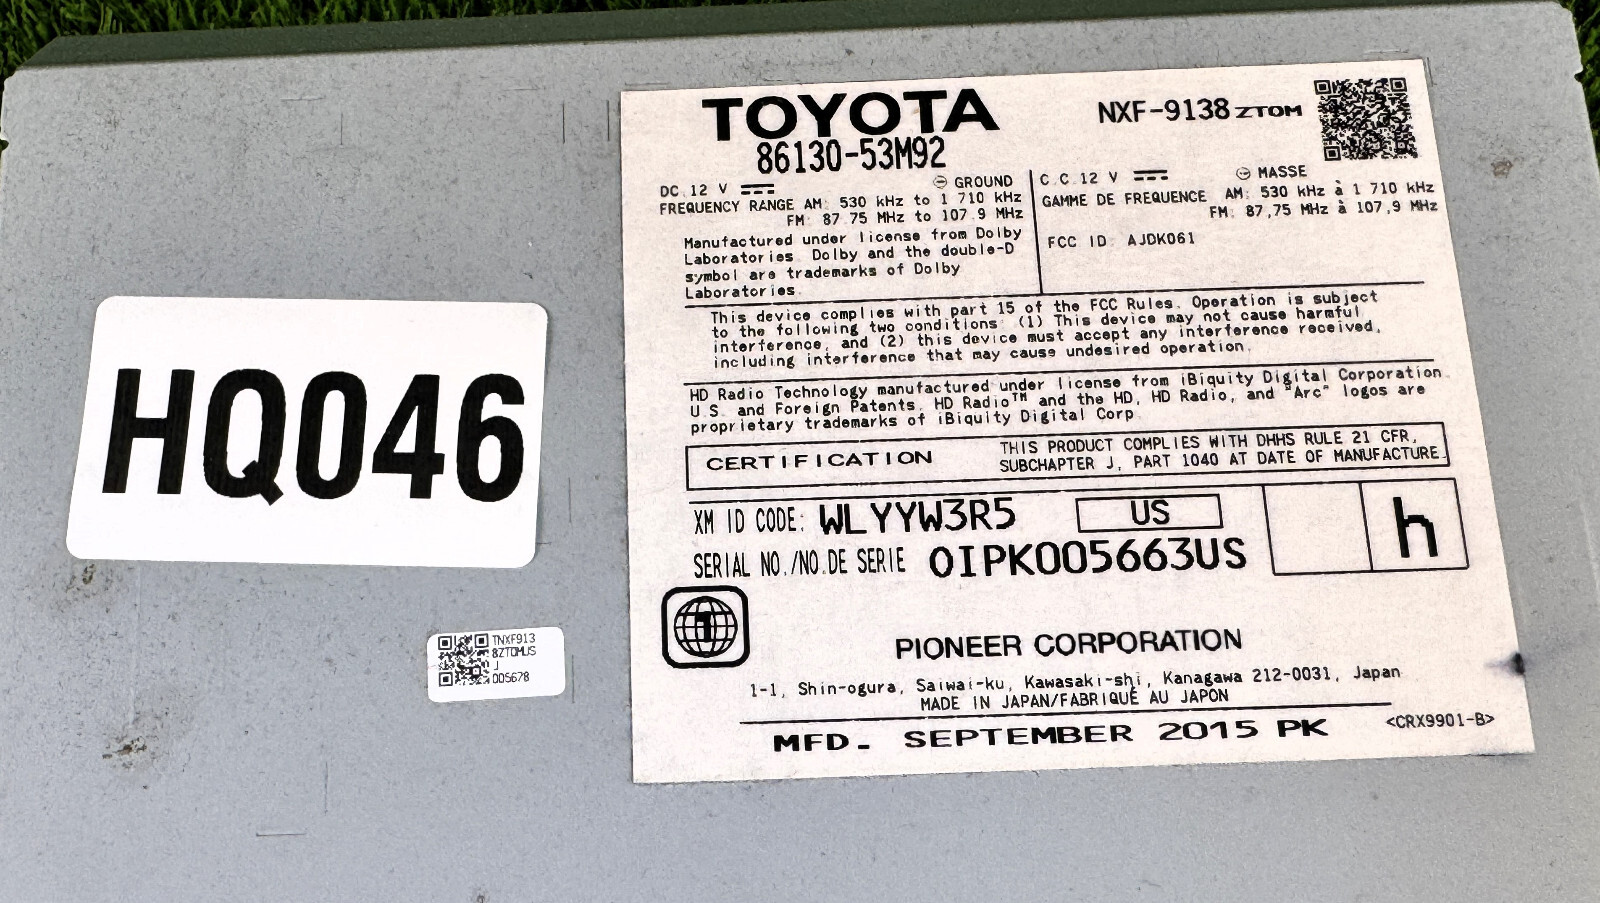 TOYOTA
86130-53M92
NXF-9138 ZTOM
DC 12 V
GROUND
FREQUENCY RANGE AM: 530 kHz to 1 710 kHz
FM: 87.75 MHz to 107.9 MHz
Manufactured under license from Dolby
Laboratories. Dolby and the double-D
symbol are trademarks of Dolby
Laboratories.
C.C. 12 V
MASSE
GAMME DE FREQUENCE AM: 530 kHz à 1 710 kHz
FM: 87,75 MHz à 107,9 MHz
FCC ID: AJDK061
This device complies with part 15 of the FCC Rules. Operation is subject
to the following two conditions: (1) This device may not cause harmful
interference, and (2) this device must accept any interference received,
including interference that may cause undesired operation.
HD Radio Technology manufactured under license from iBiquity Digital Corporation.
U.S. and Foreign Patents. HD Radio™ and the HD, HD Radio, and "Arc" logos are
proprietary trademarks of iBiquity Digital Corp.
CERTIFICATION
THIS PRODUCT COMPLIES WITH DHHS RULE 21 CFR,
SUBCHAPTER J, PART 1040 AT DATE OF MANUFACTURE.
XM ID CODE: WLYYW3R5
US
h
SERIAL NO./NO.DE SERIE OIPK005663US
1
PIONEER CORPORATION
1-1, Shin-ogura, Saiwai-ku, Kawasaki-shi, Kanagawa 212-0031, Japan
MADE IN JAPAN/FABRIQUÉ AU JAPON
<CRX9901-B>
MFD. SEPTEMBER 2015 PK
HQ046
TNXF913
8ZTOMUS
J
005678